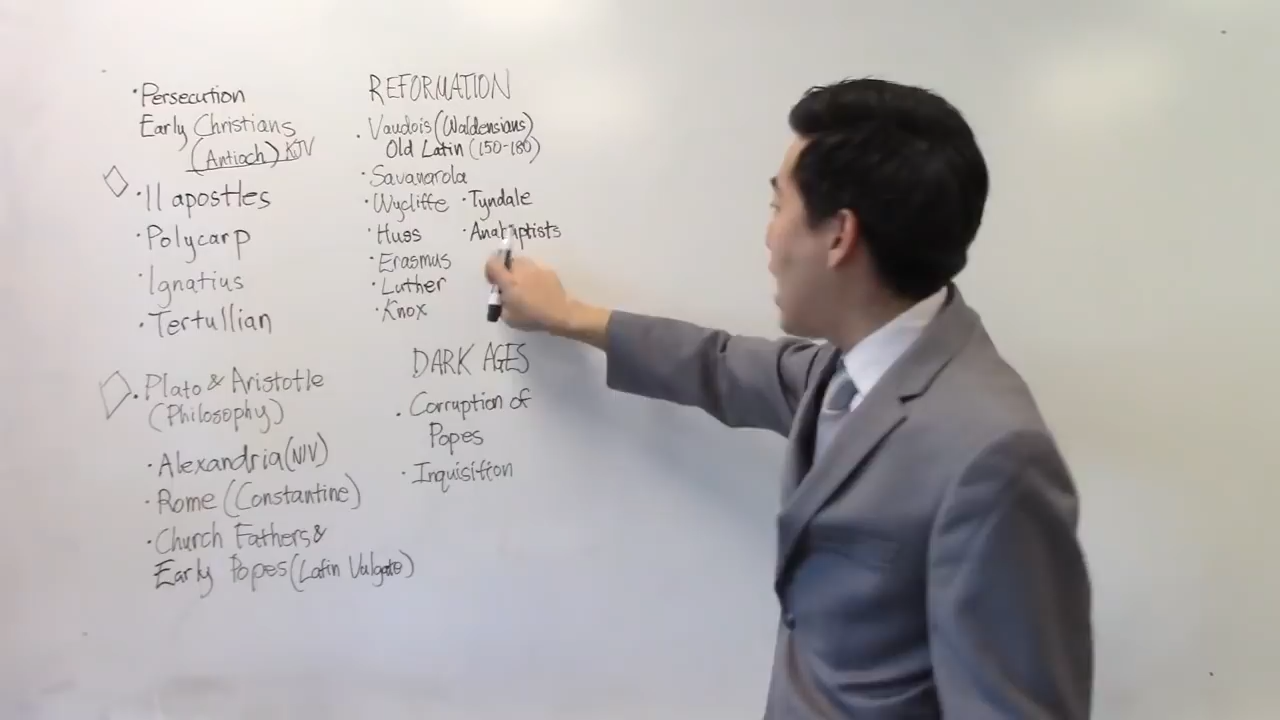 ·Persecution
Early Christians
(Antioch) KJV
·11 apostles
·Polycarp
·Ignatius
·Tertullian
·Plato & Aristotle
(Philosophy)
·Alexandria (NIV)
·Rome (Constantine)
·Church Fathers &
Early Popes (Latin Vulgate)
REFORMATION
·Vaudois (Waldensians)
Old Latin (150-180)
·Savanarola
·Wycliffe
·Huss
·Erasmus
·Luther
·Knox
·Tyndale
·Anabaptists
DARK AGES
·Corruption of
Popes
·Inquisition